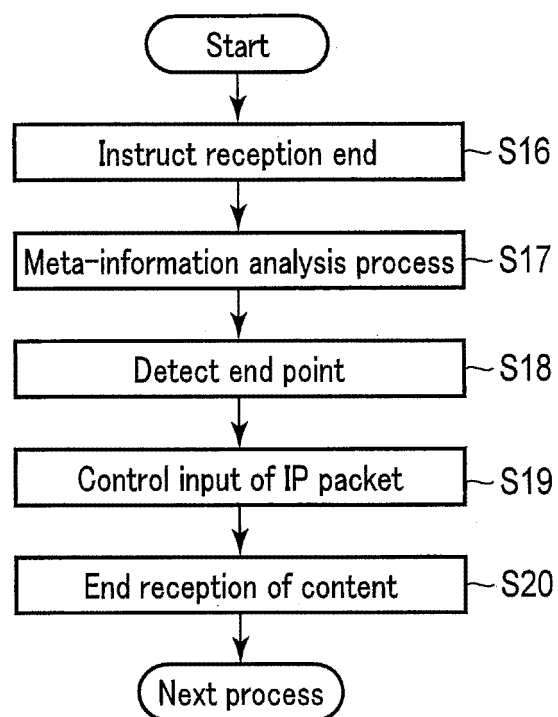 Start
Instruct reception end
S16
Meta-information analysis process
S17
Detect end point
S18
Control input of IP packet
S19
End reception of content
S20
Next process